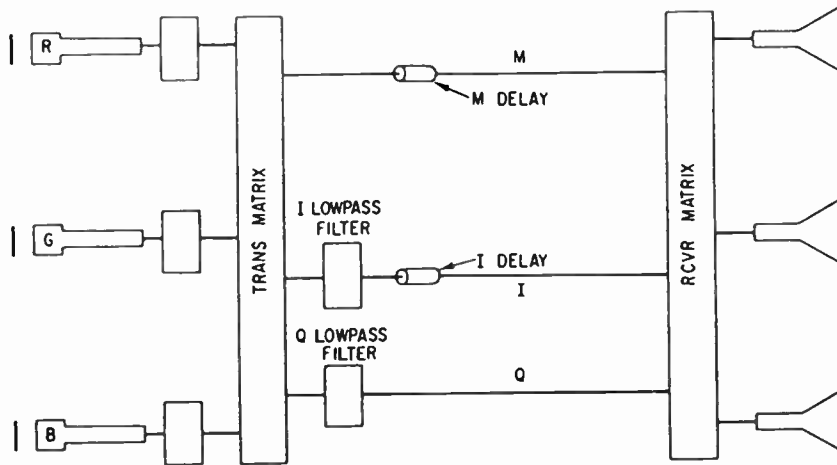 R
M
M DELAY
TRANS MATRIX
RCVR MATRIX
I LOWPASS
FILTER
G
I DELAY
I
Q LOWPASS
FILTER
Q
B